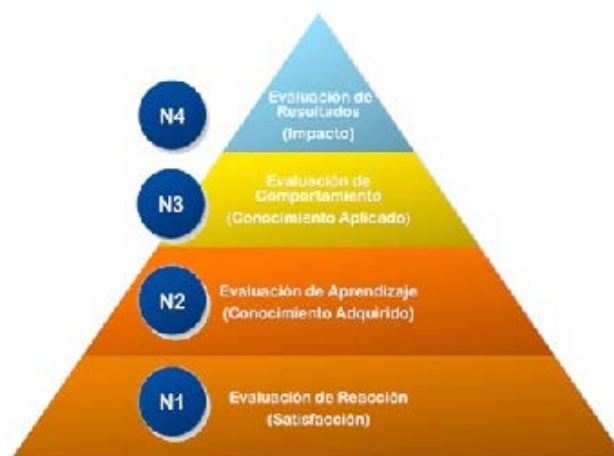 N4
Evaluación de
Resultados
(Impacto)
N3
Evaluación de
Comportamiento
(Conocimiento Aplicado)
N2
Evaluación de Aprendizaje
(Conocimiento Adquirido)
N1
Evaluación de Reacción
(Satisfacción)